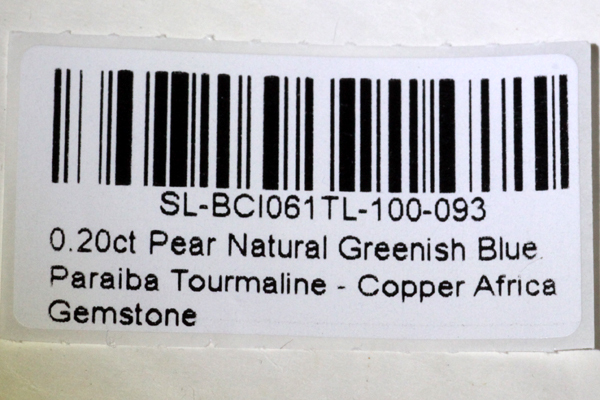 SL-BCI061TL-100-093
0.20ct Pear Natural Greenish Blue
Paraiba Tourmaline - Copper Africa
Gemstone